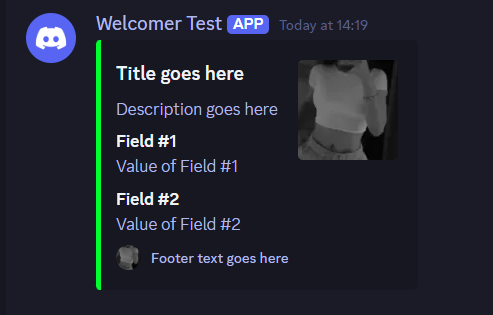 Welcomer Test APP Today at 14:19
Title goes here
Description goes here
Field #1
Value of Field #1
Field #2
Value of Field #2
Footer text goes here